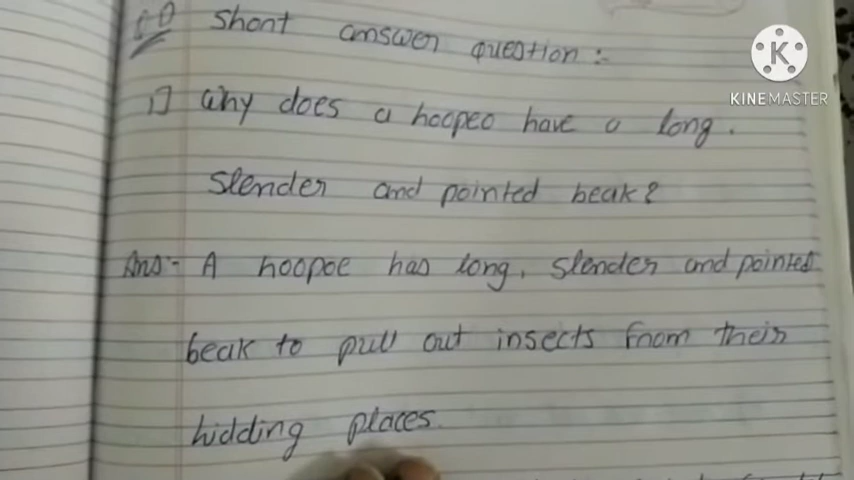 Short answer question :-
KINEMASTER
1] Why does a hoopeo have a long,
Slender and pointed beak?
Ans:- A hoopoe has long, Slender and pointed
beak to pull out insects from their
hidding places.